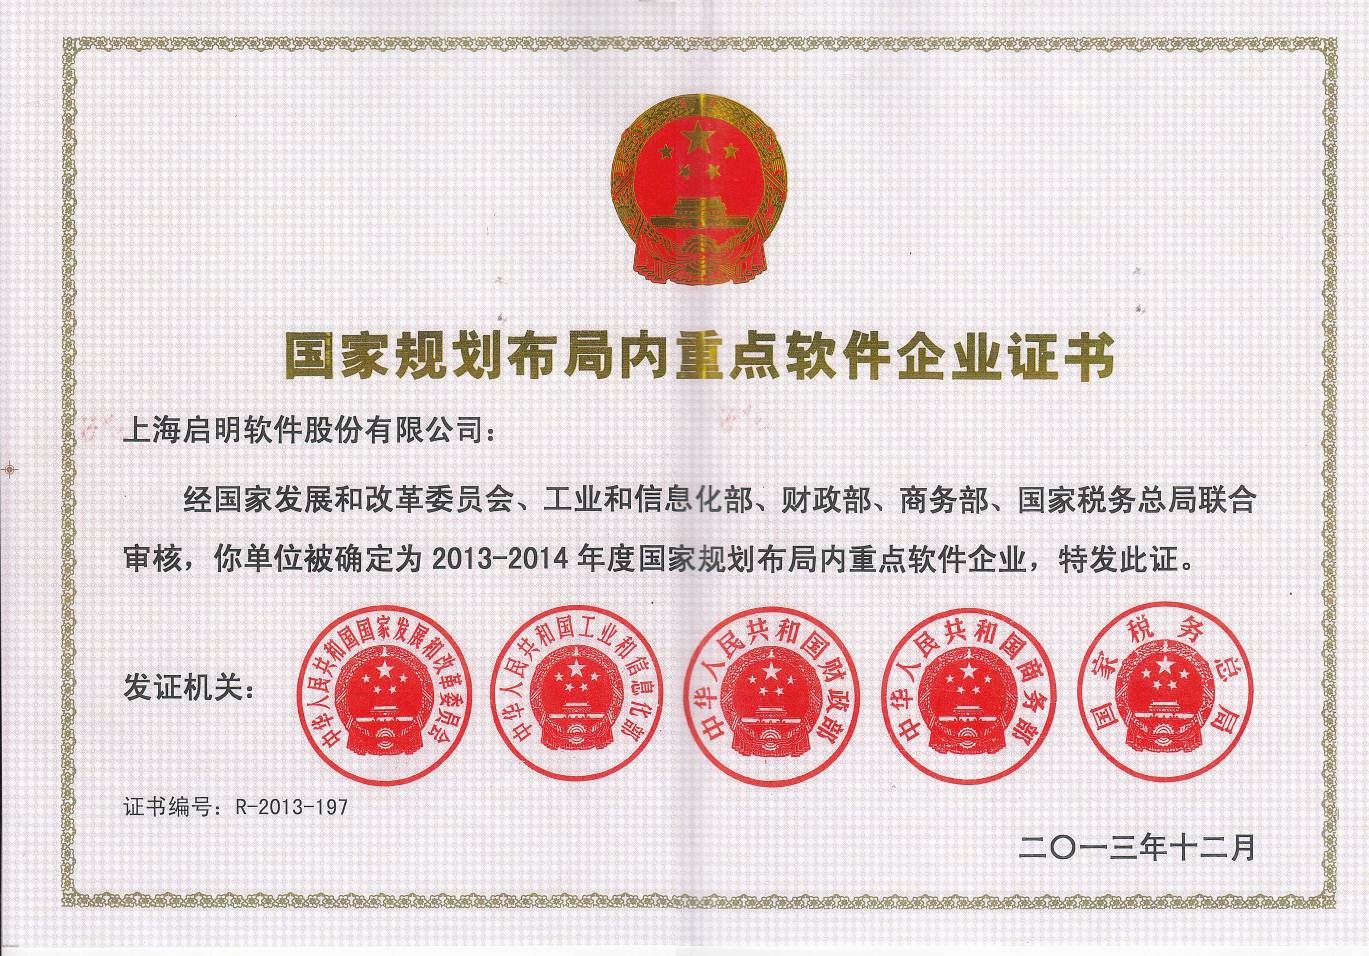 国家规划布局内重点软件企业证书
上海启明软件股份有限公司：
经国家发展和改革委员会、工业和信息化部、财政部、商务部、国家税务总局联合
审核，你单位被确定为 2013-2014 年度国家规划布局内重点软件企业，特发此证。
发证机关：
中华人民共和国国家发展和改革委员会
中华人民共和国工业和信息化部
中华人民共和国财政部
中华人民共和国商务部
国家税务总局
证书编号：R-2013-197
二〇一三年十二月